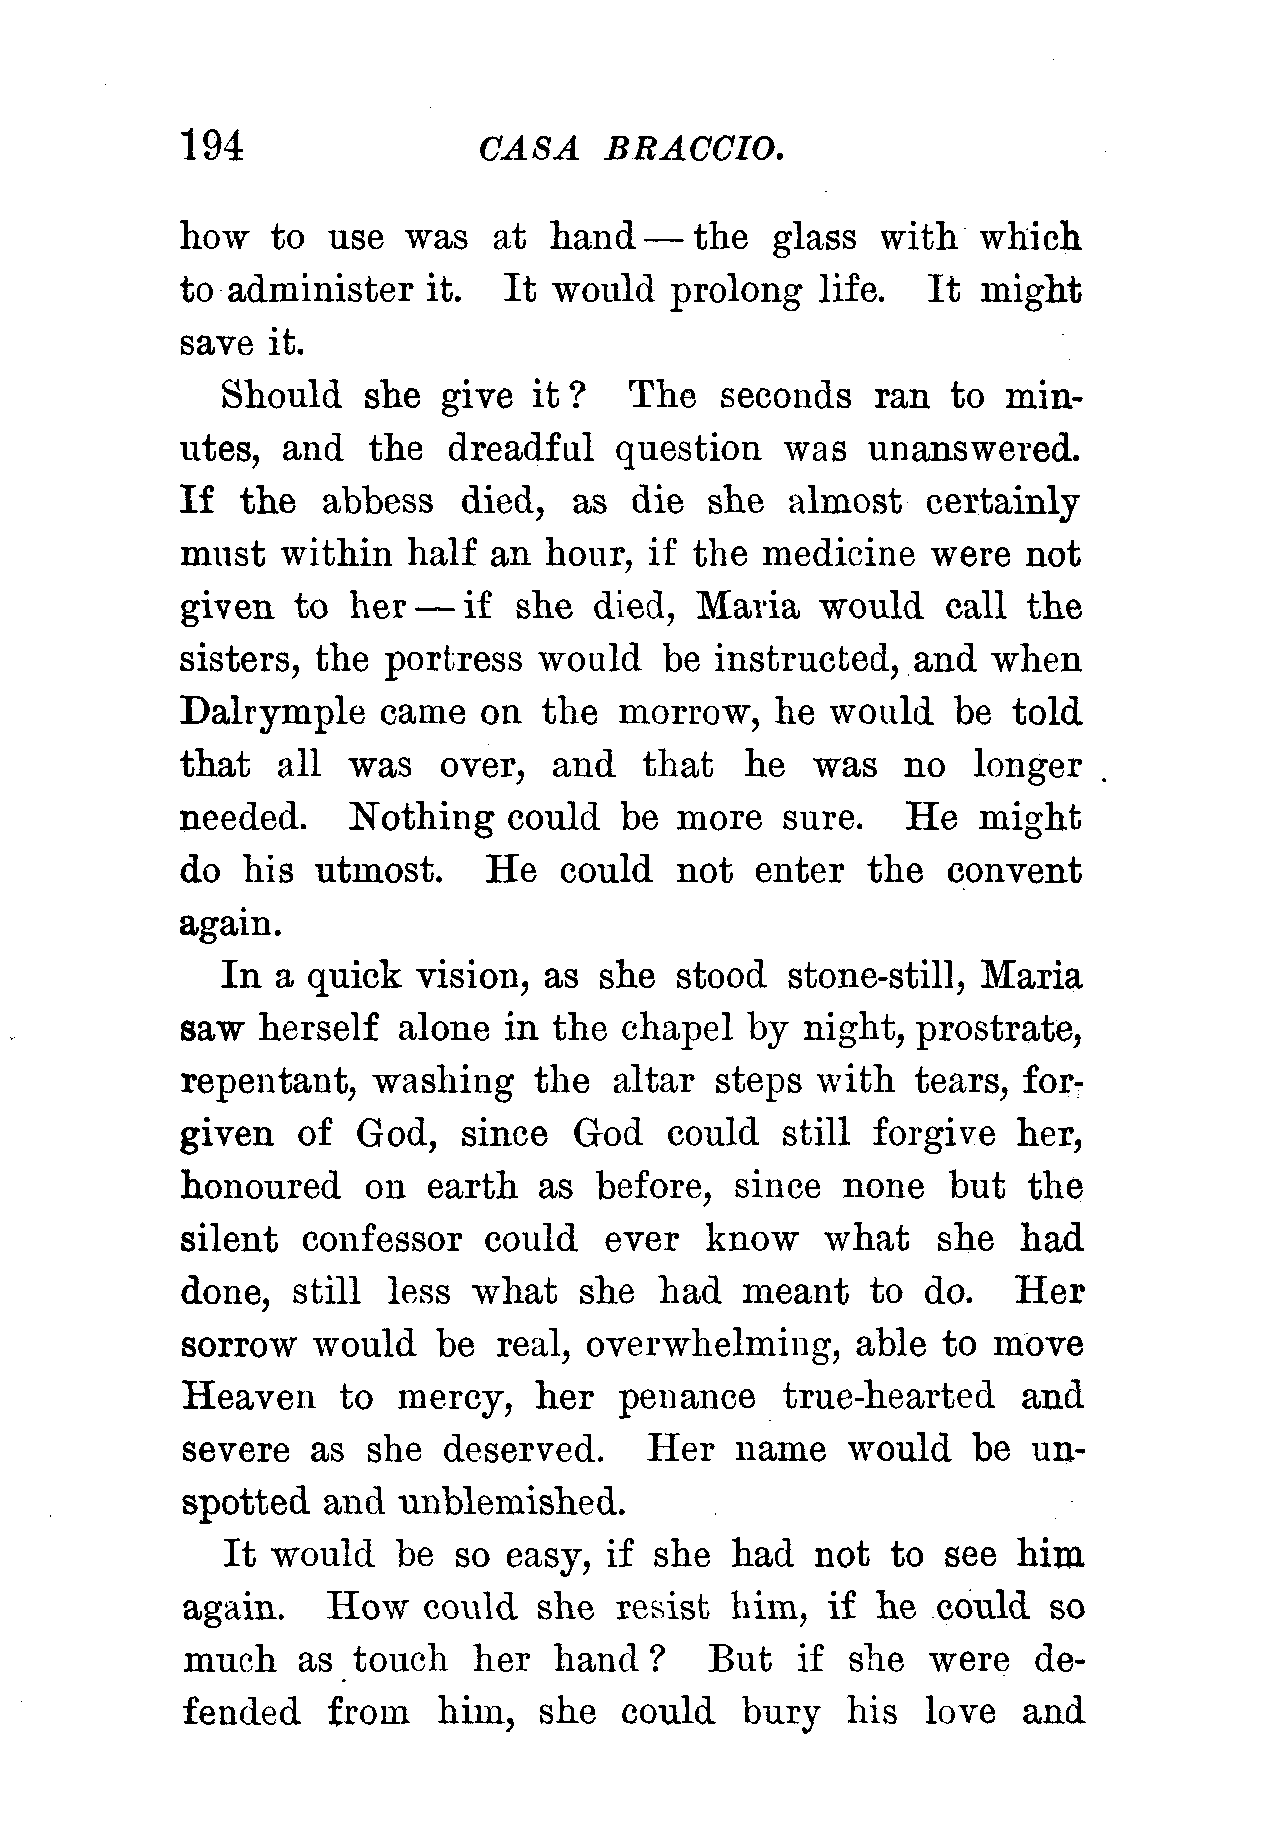 194 CASA BRACCIO.
how to use was at hand — the glass with which
to administer it. It would prolong life. It might
save it.
Should she give it? The seconds ran to min-
utes, and the dreadful question was unanswered.
If the abbess died, as die she almost certainly
must within half an hour, if the medicine were not
given to her — if she died, Maria would call the
sisters, the portress would be instructed, and when
Dalrymple came on the morrow, he would be told
that all was over, and that he was no longer
needed. Nothing could be more sure. He might
do his utmost. He could not enter the convent
again.
In a quick vision, as she stood stone-still, Maria
saw herself alone in the chapel by night, prostrate,
repentant, washing the altar steps with tears, for-
given of God, since God could still forgive her,
honoured on earth as before, since none but the
silent confessor could ever know what she had
done, still less what she had meant to do. Her
sorrow would be real, overwhelming, able to move
Heaven to mercy, her penance true-hearted and
severe as she deserved. Her name would be un-
spotted and unblemished.
It would be so easy, if she had not to see him
again. How could she resist him, if he could so
much as touch her hand? But if she were de-
fended from him, she could bury his love and